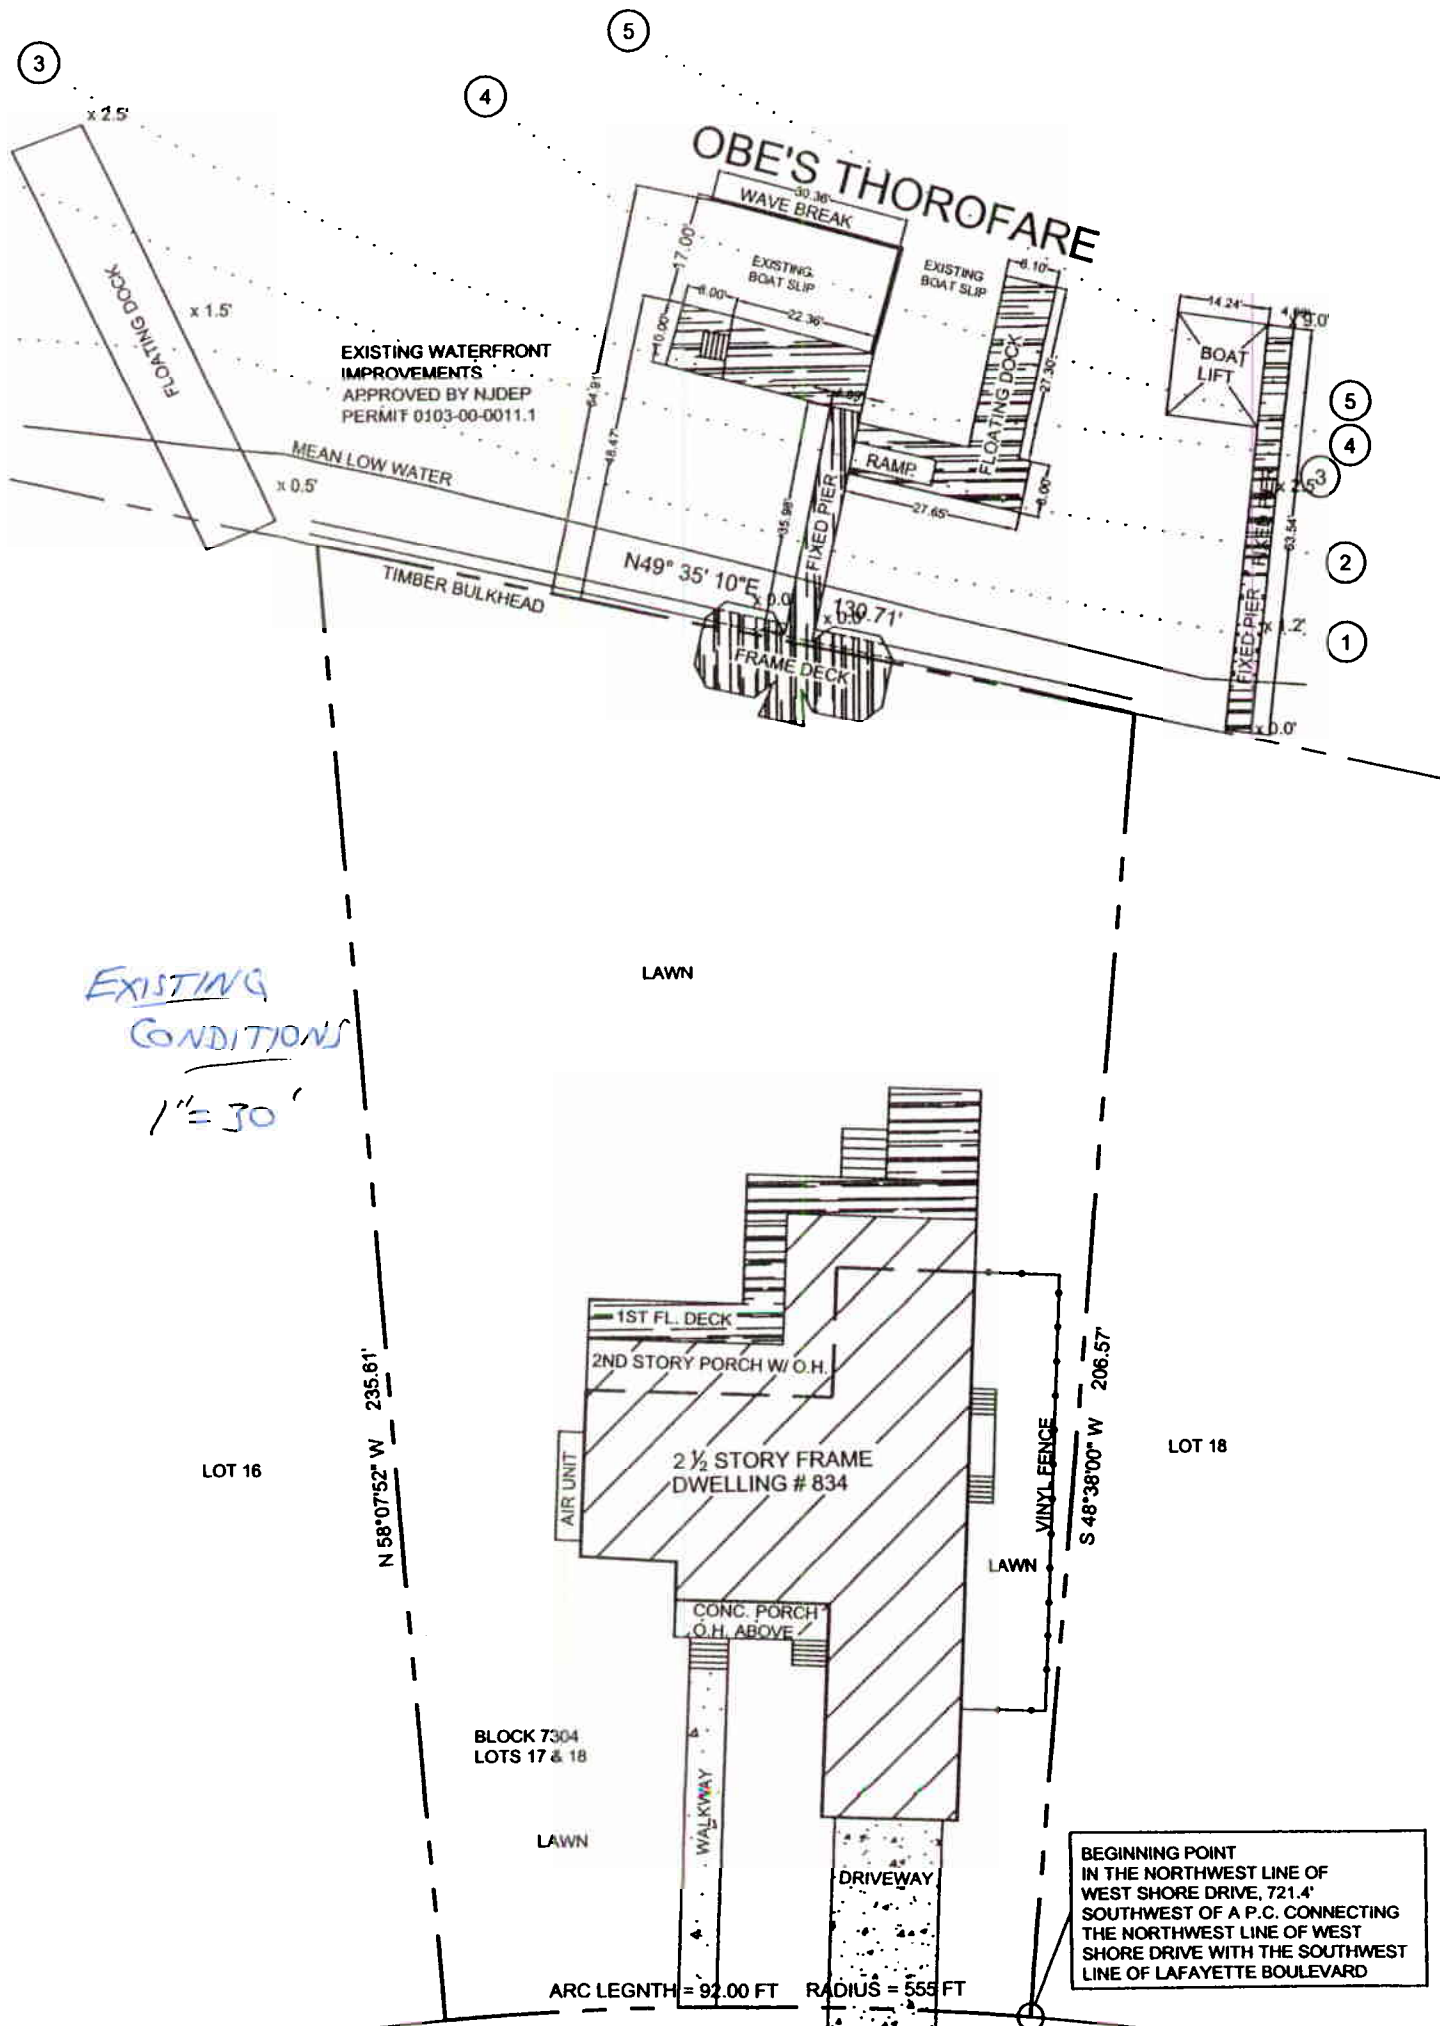 5
3
4
x 2.5'
OBE'S THOROFARE
30.36'
WAVE BREAK
17.00'
EXISTING
BOAT SLIP
EXISTING
BOAT SLIP
6.10'
8.00'
22.36'
14.24'
BOAT
LIFT
FLOATING DOCK
x 1.5'
EXISTING WATERFRONT
IMPROVEMENTS
APPROVED BY NJDEP
PERMIT 0103-00-0011.1
10.00'
64.91'
48.47'
FLOATING DOCK
27.30'
5
4
3
MEAN LOW WATER
x 0.5'
RAMP
27.65'
6.00'
35.98'
FIXED PIER
FIXED PIER
x 2.5'
63.54'
2
N49° 35' 10"E
130.71'
TIMBER BULKHEAD
x 0.0'
x 0.0'
x 1.2'
1
FRAME DECK
FIXED PIER
x 0.0'
LAWN
EXISTING
CONDITIONS
1" = 30'
1ST FL. DECK
2ND STORY PORCH W/ O.H.
N 58°07'52" W 235.61'
S 48°38'00" W 206.57'
VINYL FENCE
LOT 16
LOT 18
2 ½ STORY FRAME
DWELLING # 834
AIR UNIT
LAWN
CONC. PORCH
O.H. ABOVE
BLOCK 7304
LOTS 17 & 18
WALKWAY
LAWN
DRIVEWAY
BEGINNING POINT
IN THE NORTHWEST LINE OF
WEST SHORE DRIVE, 721.4'
SOUTHWEST OF A P.C. CONNECTING
THE NORTHWEST LINE OF WEST
SHORE DRIVE WITH THE SOUTHWEST
LINE OF LAFAYETTE BOULEVARD
ARC LEGNTH = 92.00 FT RADIUS = 555 FT